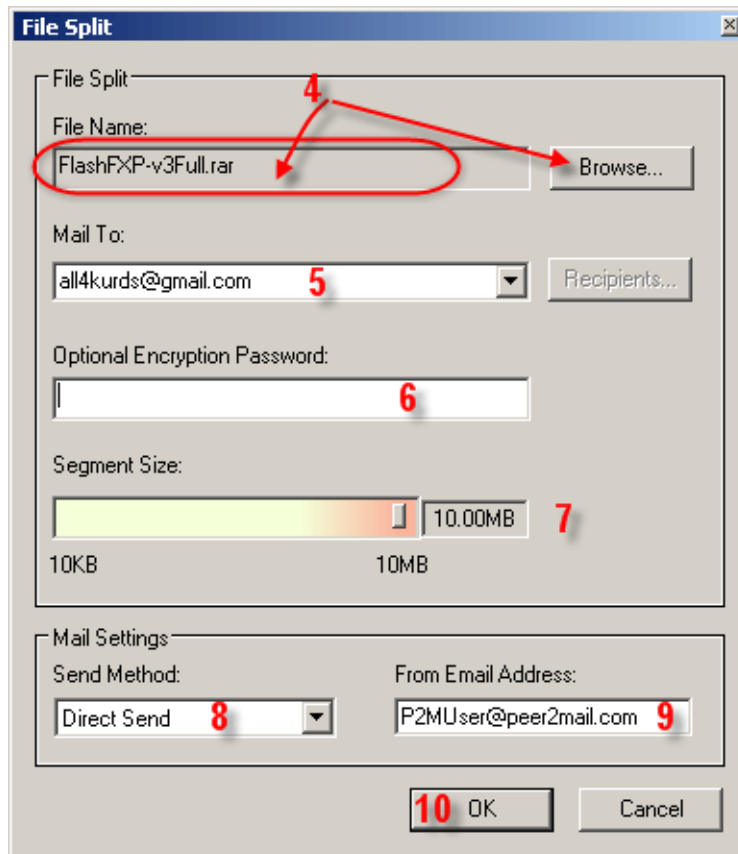 File Split
File Split
4
File Name:
FlashFXP-v3Full.rar
Browse...
Mail To:
all4kurds@gmail.com 5
Recipients...
Optional Encryption Password:
6
Segment Size:
10.00MB 7
10KB 10MB
Mail Settings
Send Method: From Email Address:
Direct Send 8 P2MUser@peer2mail.com 9
10 OK Cancel